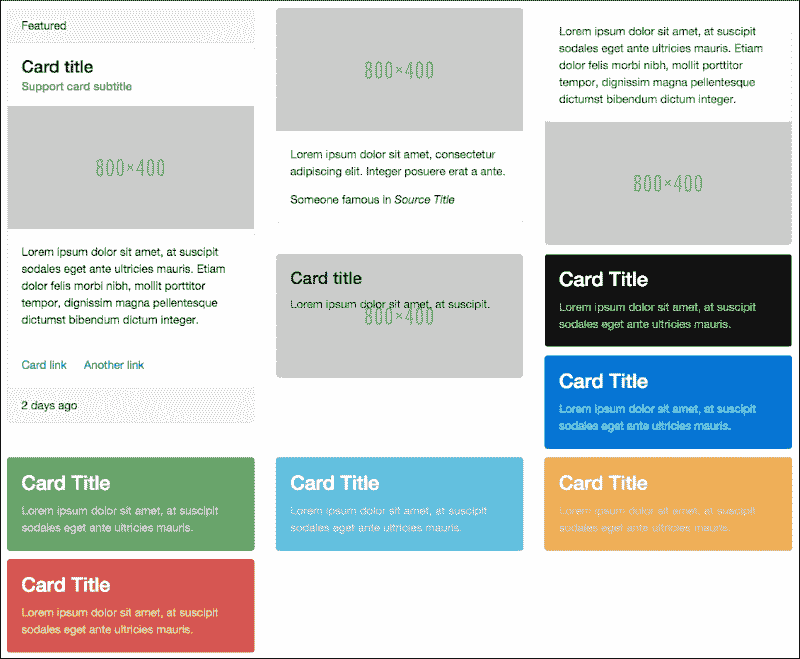 Featured
Card title
Support card subtitle
800×400
Lorem ipsum dolor sit amet, at suscipit
sodales eget ante ultricies mauris. Etiam
dolor felis morbi nibh, mollit porttitor
tempor, dignissim magna pellentesque
dictumst bibendum dictum integer.
Card link Another link
2 days ago
800×400
Lorem ipsum dolor sit amet, consectetur
adipiscing elit. Integer posuere erat a ante.
Someone famous in Source Title
Card title
Lorem ipsum dolor sit amet, at suscipit.
800×400
Lorem ipsum dolor sit amet, at suscipit
sodales eget ante ultricies mauris. Etiam
dolor felis morbi nibh, mollit porttitor
tempor, dignissim magna pellentesque
dictumst bibendum dictum integer.
800×400
Card Title
Lorem ipsum dolor sit amet, at suscipit
sodales eget ante ultricies mauris.
Card Title
Lorem ipsum dolor sit amet, at suscipit
sodales eget ante ultricies mauris.
Card Title
Lorem ipsum dolor sit amet, at suscipit
sodales eget ante ultricies mauris.
Card Title
Lorem ipsum dolor sit amet, at suscipit
sodales eget ante ultricies mauris.
Card Title
Lorem ipsum dolor sit amet, at suscipit
sodales eget ante ultricies mauris.
Card Title
Lorem ipsum dolor sit amet, at suscipit
sodales eget ante ultricies mauris.